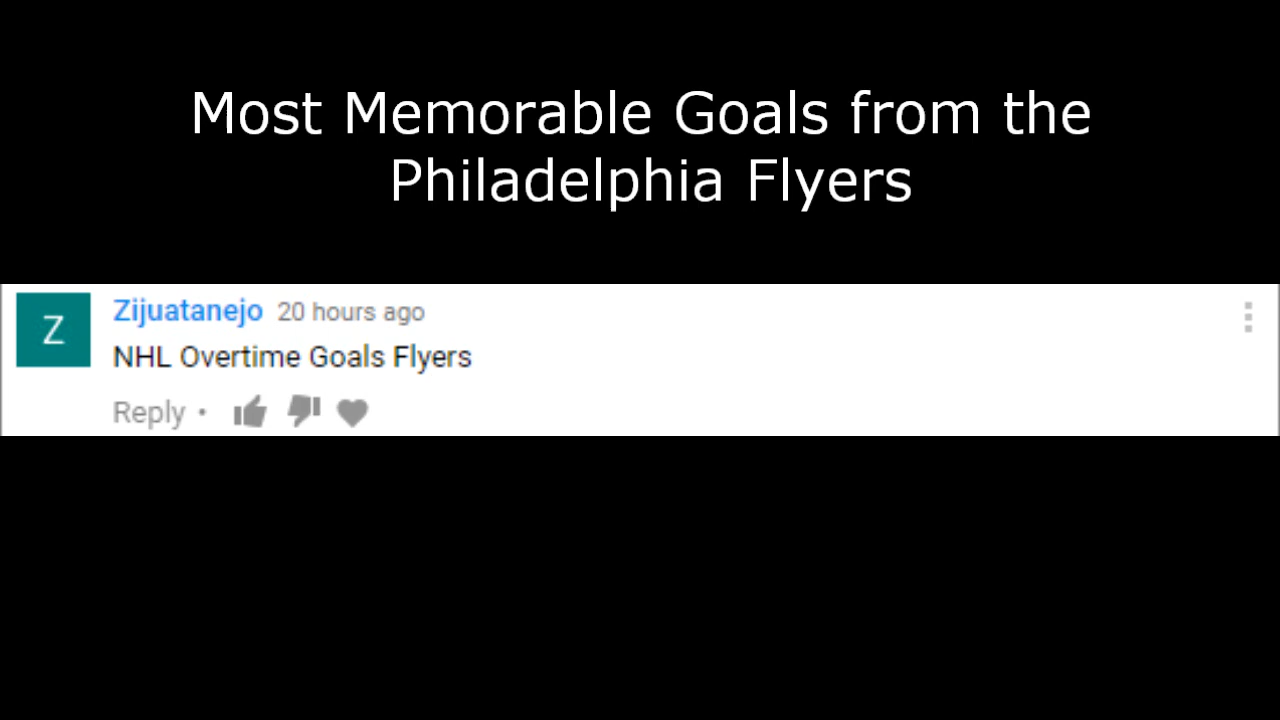 Most Memorable Goals from the
Philadelphia Flyers
Z
Zijuatanejo 20 hours ago
NHL Overtime Goals Flyers
Reply •